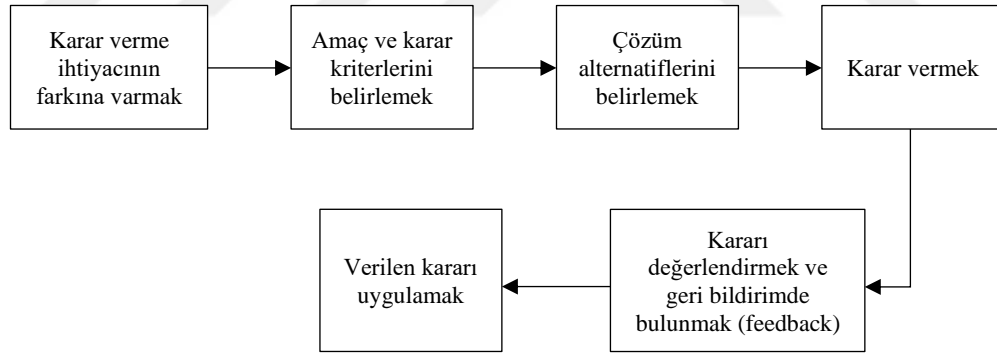 Karar verme
ihtiyacının
farkına varmak
Amaç ve karar
kriterlerini
belirlemek
Çözüm
alternatiflerini
belirlemek
Karar vermek
Kararı
değerlendirmek ve
geri bildirimde
bulunmak (feedback)
Verilen kararı
uygulamak